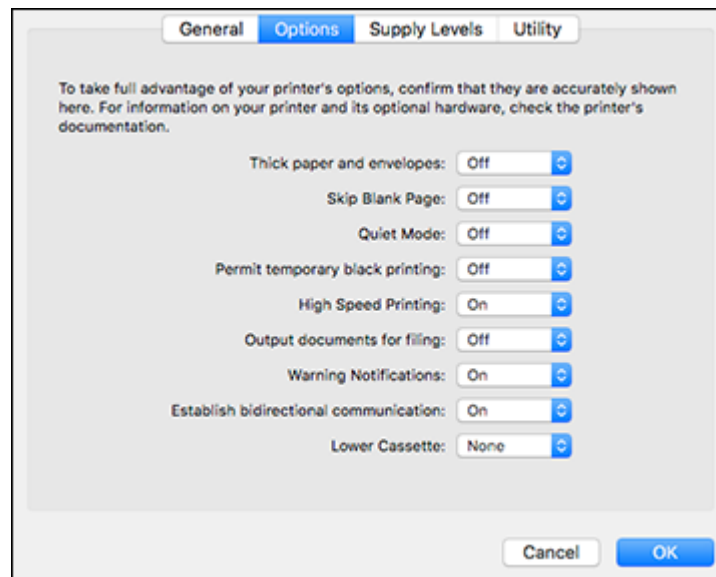 General Options Supply Levels Utility
To take full advantage of your printer's options, confirm that they are accurately shown
here. For information on your printer and its optional hardware, check the printer's
documentation.
Thick paper and envelopes: Off
Skip Blank Page: Off
Quiet Mode: Off
Permit temporary black printing: Off
High Speed Printing: On
Output documents for filing: Off
Warning Notifications: On
Establish bidirectional communication: On
Lower Cassette: None
Cancel OK